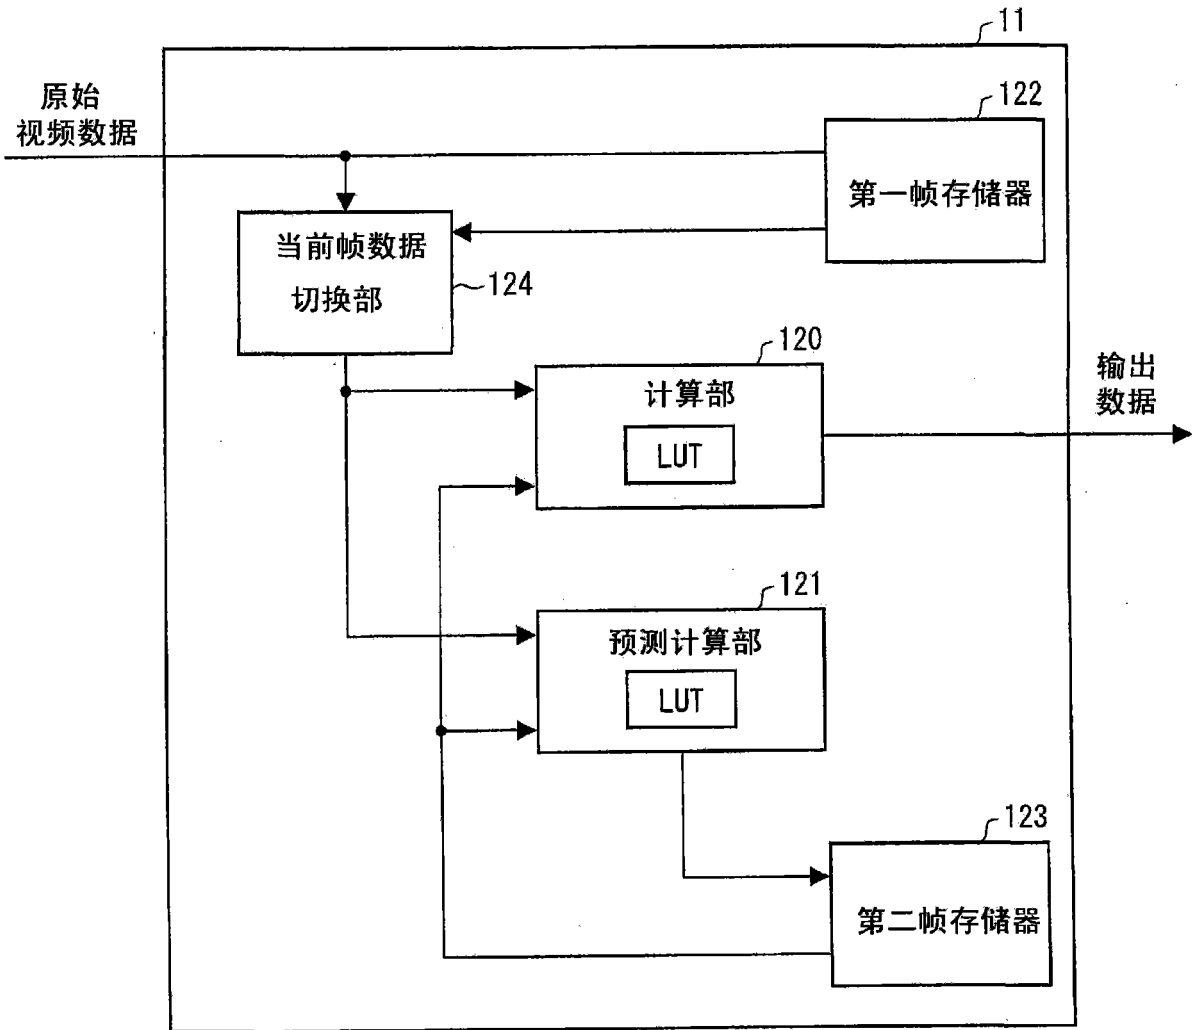 11
原始
视频数据
122
第一帧存储器
当前帧数据
切换部
124
120
计算部
LUT
输出
数据
121
预测计算部
LUT
123
第二帧存储器